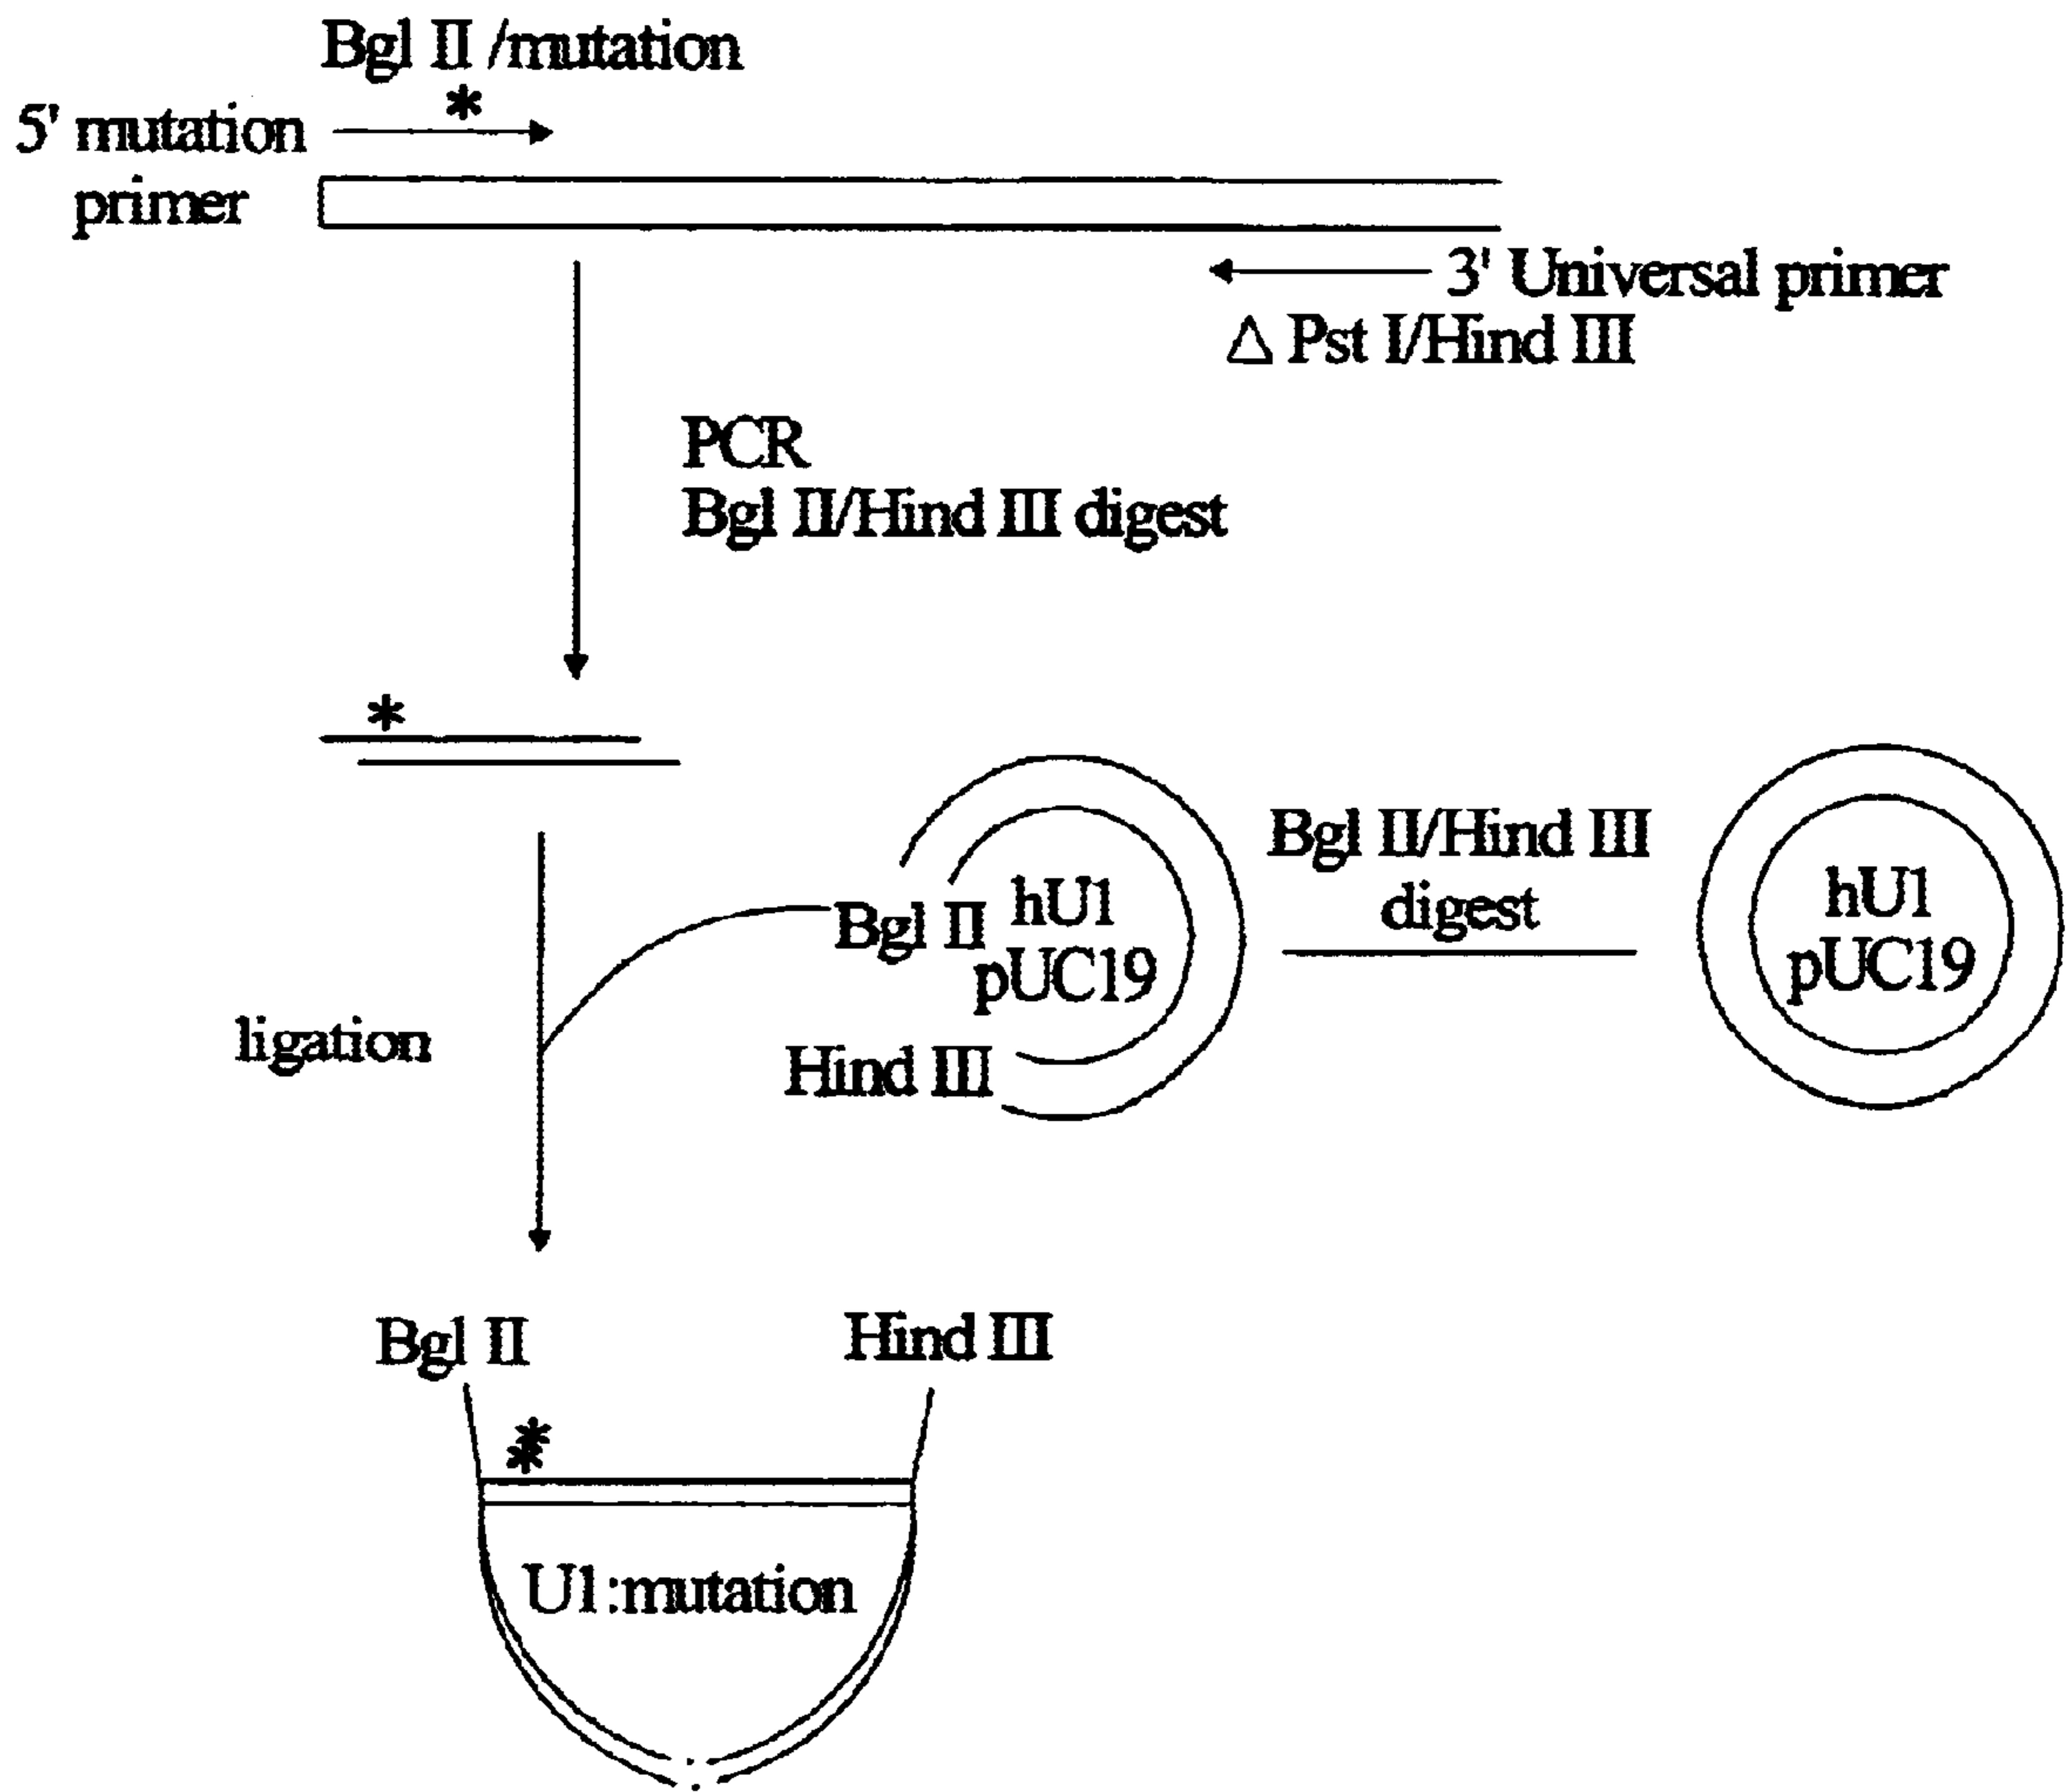 Bgl II /mutation
*
5' mutation
primer
3' Universal primer
△ Pst I/Hind III
PCR
Bgl II/Hind III digest
*
Bgl II/Hind III
digest
hU1
pUC19
Bgl II
hU1
pUC19
Hind III
ligation
Bgl II
Hind III
*
*
U1:mutation